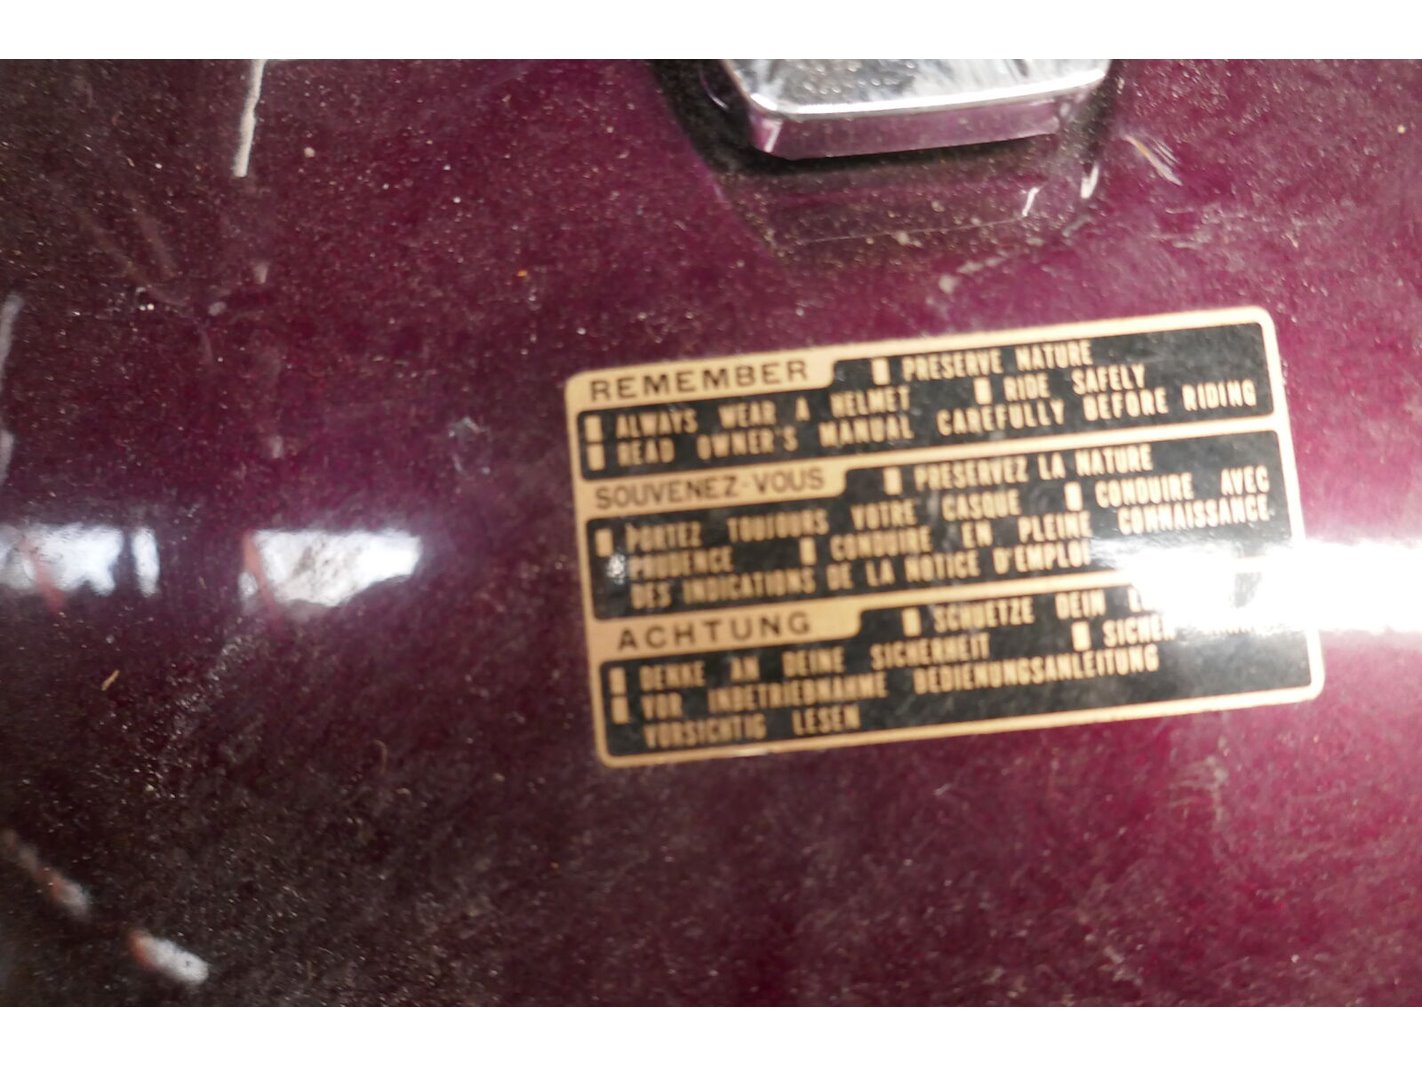 REMEMBER ■ PRESERVE NATURE
■ ALWAYS WEAR A HELMET ■ RIDE SAFELY
■ READ OWNER'S MANUAL CAREFULLY BEFORE RIDING
SOUVENEZ-VOUS ■ PRESERVEZ LA NATURE
■ PORTEZ TOUJOURS VOTRE CASQUE ■ CONDUIRE AVEC
PRUDENCE ■ CONDUIRE EN PLEINE CONNAISSANCE
DES INDICATIONS DE LA NOTICE D'EMPLOI
ACHTUNG ■ SCHUETZE DEIN
■ DENKE AN DEINE SICHERHEIT ■
■ VOR INBETRIEBNAHME BEDIENUNGSANLEITUNG
VORSICHTIG LESEN